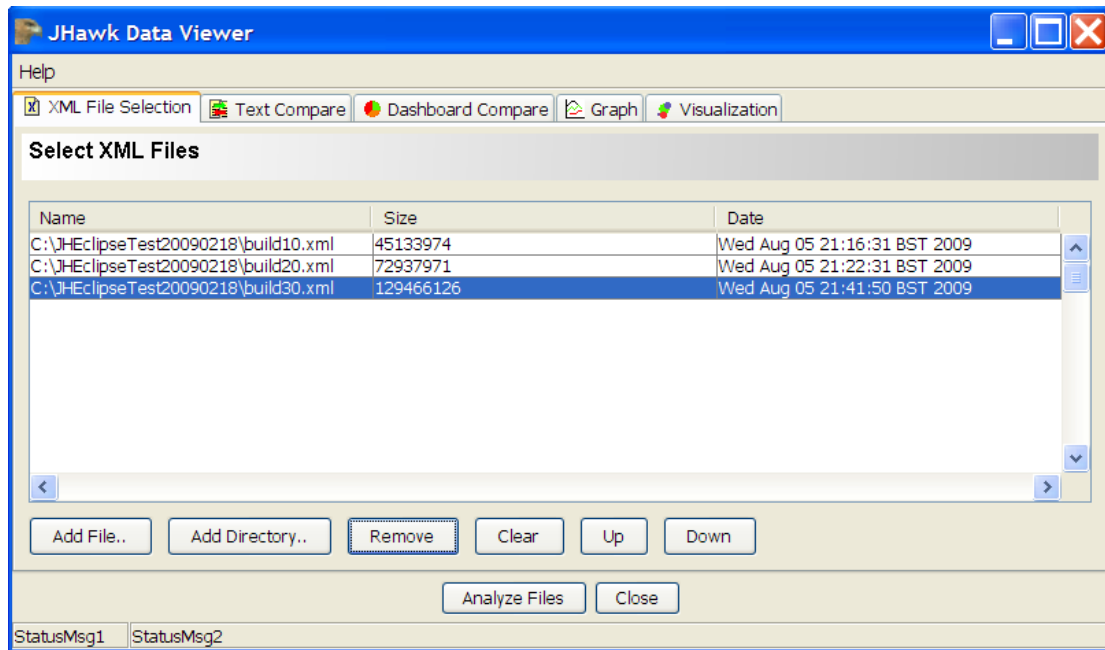 JHawk Data Viewer
Help
XML File Selection Text Compare Dashboard Compare Graph Visualization
Select XML Files
Name Size Date
C:\JHEclipseTest20090218\build10.xml 45133974 Wed Aug 05 21:16:31 BST 2009
C:\JHEclipseTest20090218\build20.xml 72937971 Wed Aug 05 21:22:31 BST 2009
C:\JHEclipseTest20090218\build30.xml 129466126 Wed Aug 05 21:41:50 BST 2009
Add File.. Add Directory.. Remove Clear Up Down
Analyze Files Close
StatusMsg1 StatusMsg2